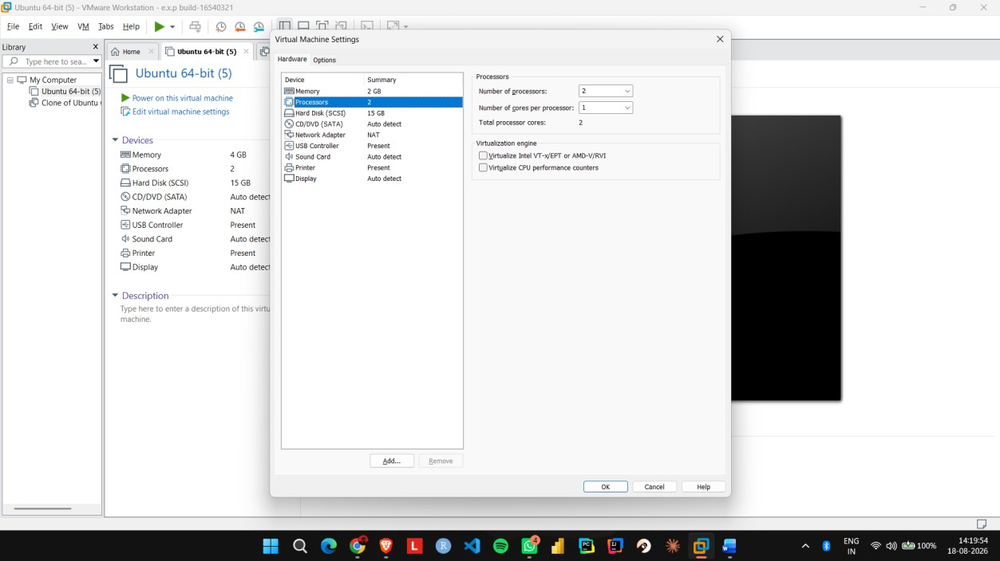 Ubuntu 64-bit (5) - VMware Workstation - e.x.p build-16540321
File Edit View VM Tabs Help
Library
Type here to sea...
My Computer
Ubuntu 64-bit (5)
Clone of Ubuntu
Home
Ubuntu 64-bit (5)
Ubuntu 64-bit (5)
Power on this virtual machine
Edit virtual machine settings
Devices
Memory 4 GB
Processors 2
Hard Disk (SCSI) 15 GB
CD/DVD (SATA) Auto detect
Network Adapter NAT
USB Controller Present
Sound Card Auto detect
Printer Present
Display Auto detect
Description
Type here to enter a description of this virtu
machine.
Virtual Machine Settings
Hardware Options
Device Summary
Memory 2 GB
Processors 2
Hard Disk (SCSI) 15 GB
CD/DVD (SATA) Auto detect
Network Adapter NAT
USB Controller Present
Sound Card Auto detect
Printer Present
Display Auto detect
Add... Remove
Processors
Number of processors: 2
Number of cores per processor: 1
Total processor cores: 2
Virtualization engine
Virtualize Intel VT-x/EPT or AMD-V/RVI
Virtualize CPU performance counters
OK Cancel Help
L
R
4
PC
IJ
W
ENG
IN
100%
14:19:54
18-08-2026